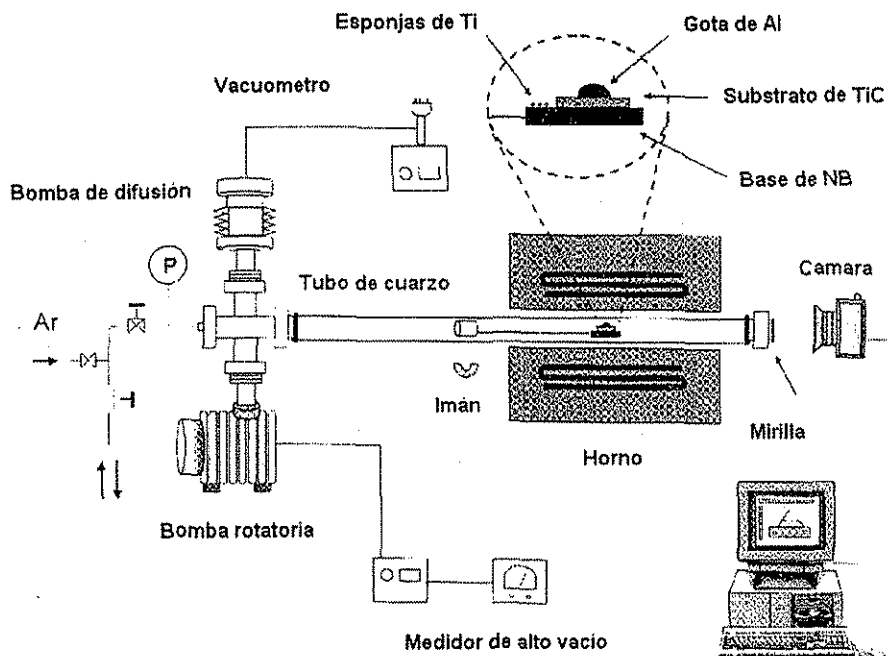 Esponjas de Ti
Gota de Al
Vacuometro
Substrato de TiC
Base de NB
Bomba de difusión
P
Tubo de cuarzo
Camara
Ar
Imán
Mirilla
Horno
Bomba rotatoria
Medidor de alto vacio